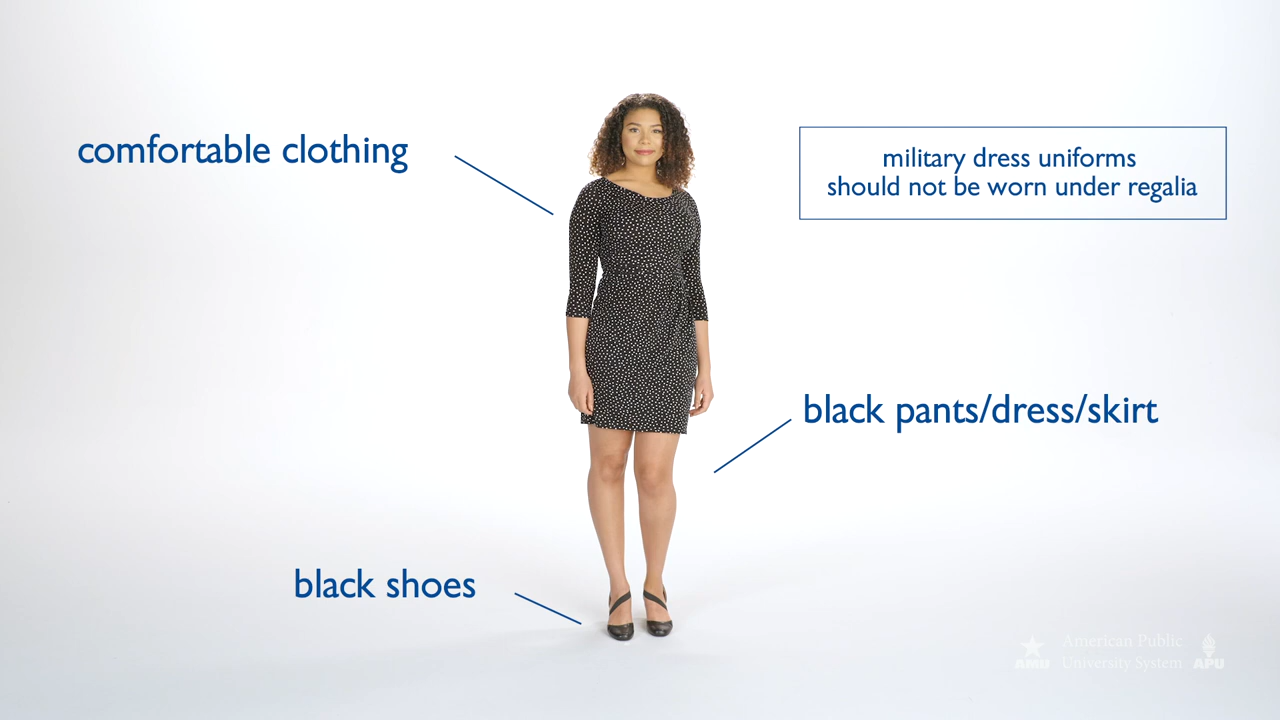 comfortable clothing
military dress uniforms
should not be worn under regalia
black pants/dress/skirt
black shoes
American Public
University System
AMU
APU